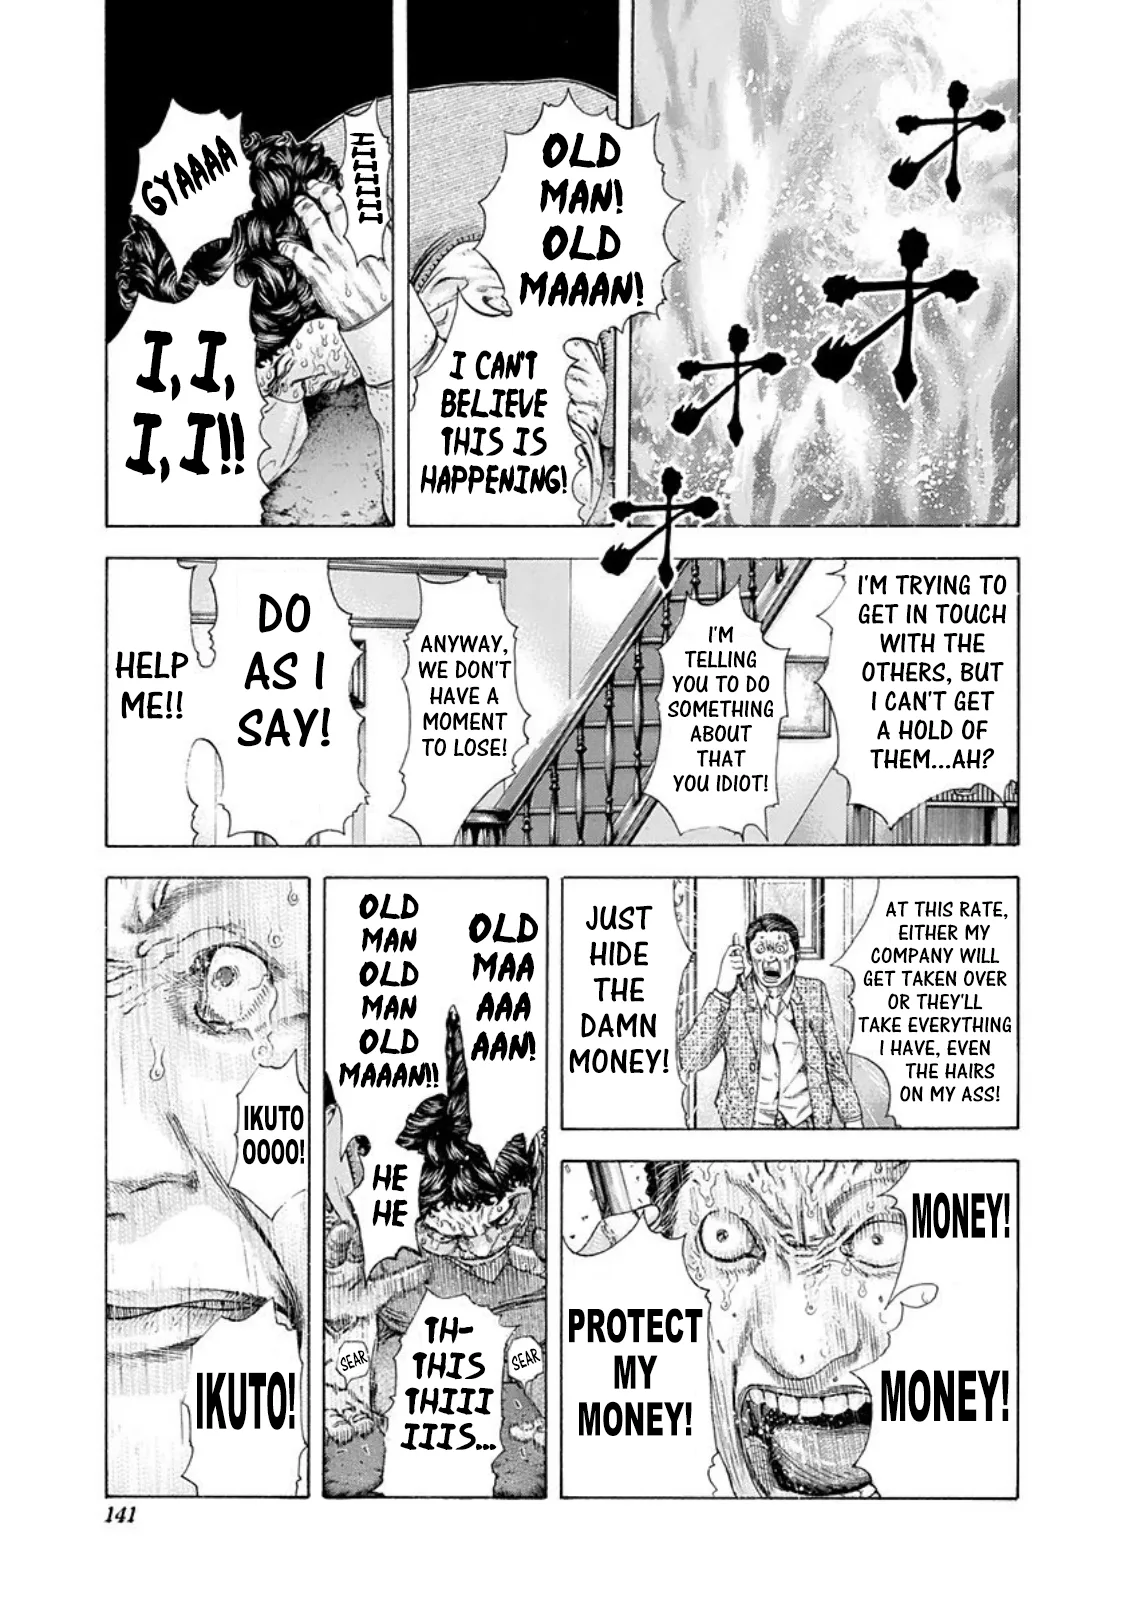 オ
オ
オ
オ
OLD
MAN!
OLD
MAAAN!
I CAN'T
BELIEVE
THIS IS
HAPPENING!
HIIIIII
GYAAAA
I, I,
I, I!!
I'M TRYING TO
GET IN TOUCH
WITH THE
OTHERS, BUT
I CAN'T GET
A HOLD OF
THEM...AH?
I'M
TELLING
YOU TO DO
SOMETHING
ABOUT
THAT
YOU IDIOT!
ANYWAY,
WE DON'T
HAVE A
MOMENT
TO LOSE!
DO
AS I
SAY!
HELP
ME!!
AT THIS RATE,
EITHER MY
COMPANY WILL
GET TAKEN OVER
OR THEY'LL
TAKE EVERYTHING
I HAVE, EVEN
THE HAIRS
ON MY ASS!
JUST
HIDE
THE
DAMN
MONEY!
MONEY!
MONEY!
PROTECT
MY
MONEY!
OLD
MAA
AAA
AAN!
OLD
MAN
OLD
MAN
OLD
MAAAN!!
HE
HE
SEAR
TH-
THIS
THIII
IIIS...
SEAR
IKUTO
OOOO!
IKUTO!
141